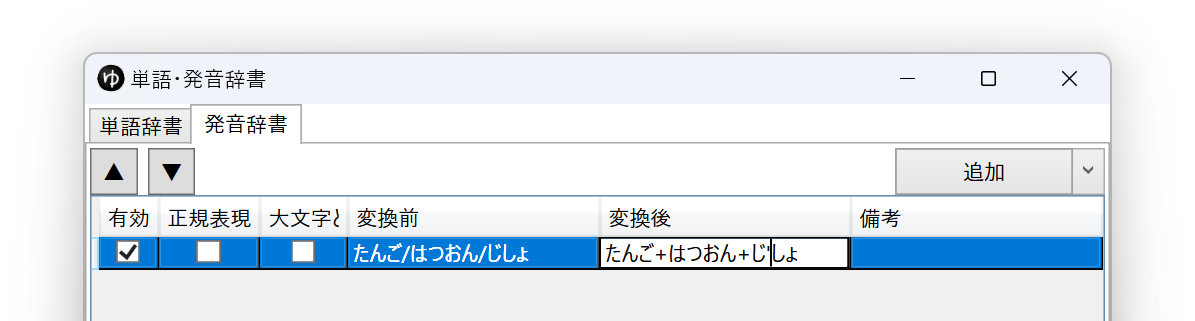 ゆ 単語・発音辞書
単語辞書 発音辞書
▲ ▼ 追加
有効 正規表現 大文字と 変換前 変換後 備考
たんご/はつおん/じしょ たんご+はつおん+じ'しょ